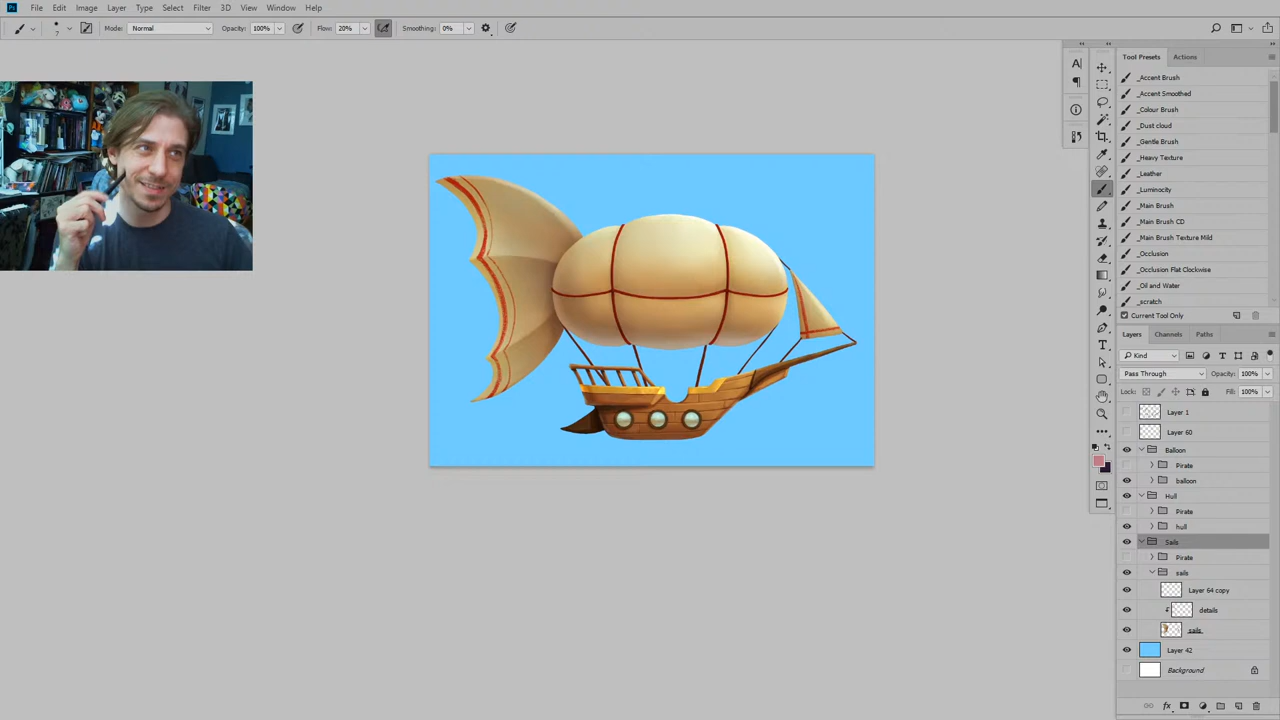 Ps File Edit Image Layer Type Select Filter 3D View Window Help
7 Mode: Normal Opacity: 100% Flow: 20% Smoothing: 0%
Tool Presets Actions
_Accent Brush
_Accent Smoothed
_Colour Brush
_Dust cloud
_Gentle Brush
_Heavy Texture
_Leather
_Luminosity
_Main Brush
_Main Brush CD
_Main Brush Texture Mild
_Occlusion
_Occlusion Flat Clockwise
_Oil and Water
_scratch
Current Tool Only
Layers Channels Paths
Kind
Pass Through Opacity: 100%
Lock: Fill: 100%
Layer 1
Layer 60
Balloon
Pirate
balloon
Hull
Pirate
hull
Sails
Pirate
sails
Layer 64 copy
details
sails
Layer 42
Background